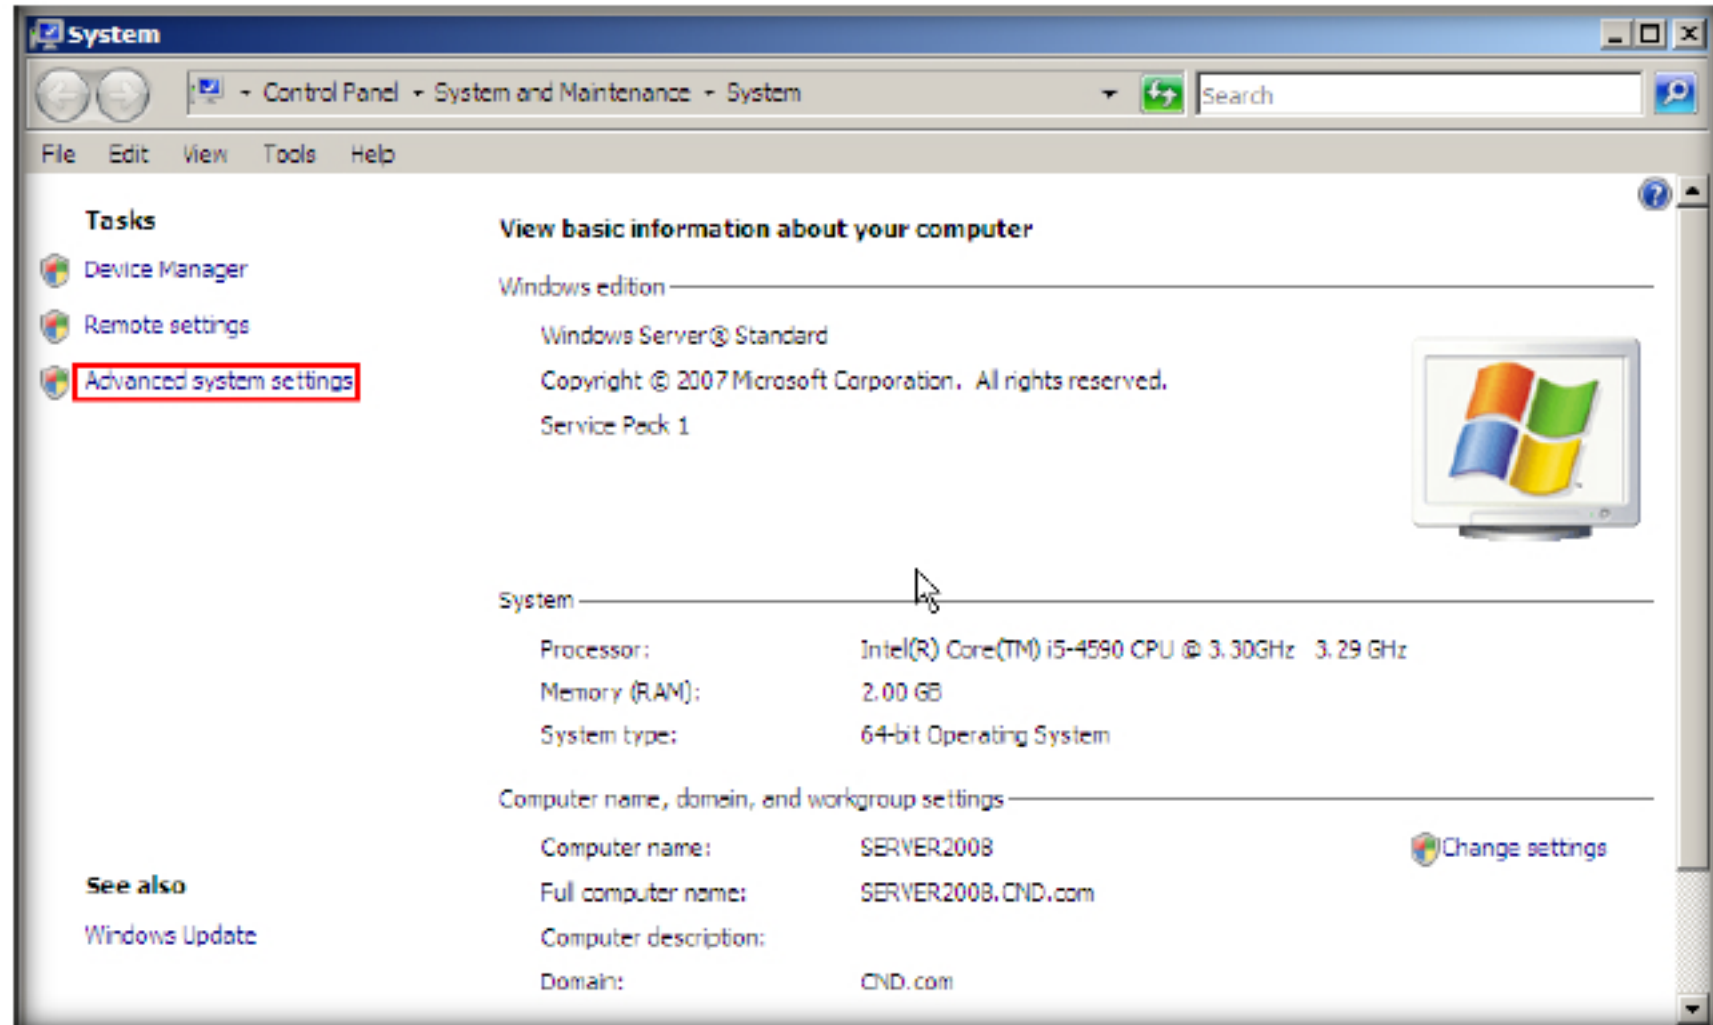 System
Control Panel System and Maintenance System
Search
File Edit View Tools Help
Tasks
Device Manager
Remote settings
Advanced system settings
See also
Windows Update
View basic information about your computer
Windows edition
Windows Server® Standard
Copyright © 2007 Microsoft Corporation. All rights reserved.
Service Pack 1
System
Processor: Intel(R) Core(TM) i5-4590 CPU @ 3.30GHz 3.29 GHz
Memory (RAM): 2.00 GB
System type: 64-bit Operating System
Computer name, domain, and workgroup settings
Computer name: SERVER2008 Change settings
Full computer name: SERVER2008.CND.com
Computer description:
Domain: CND.com